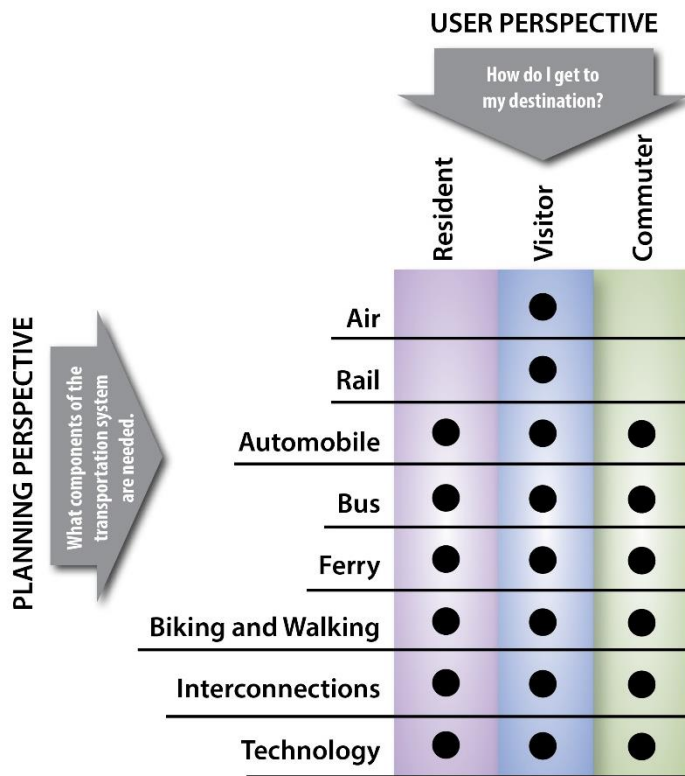 USER PERSPECTIVE
How do I get to
my destination?
Resident
Visitor
Commuter
PLANNING PERSPECTIVE
What components of the
transportation system
are needed.
Air
Rail
Automobile
Bus
Ferry
Biking and Walking
Interconnections
Technology